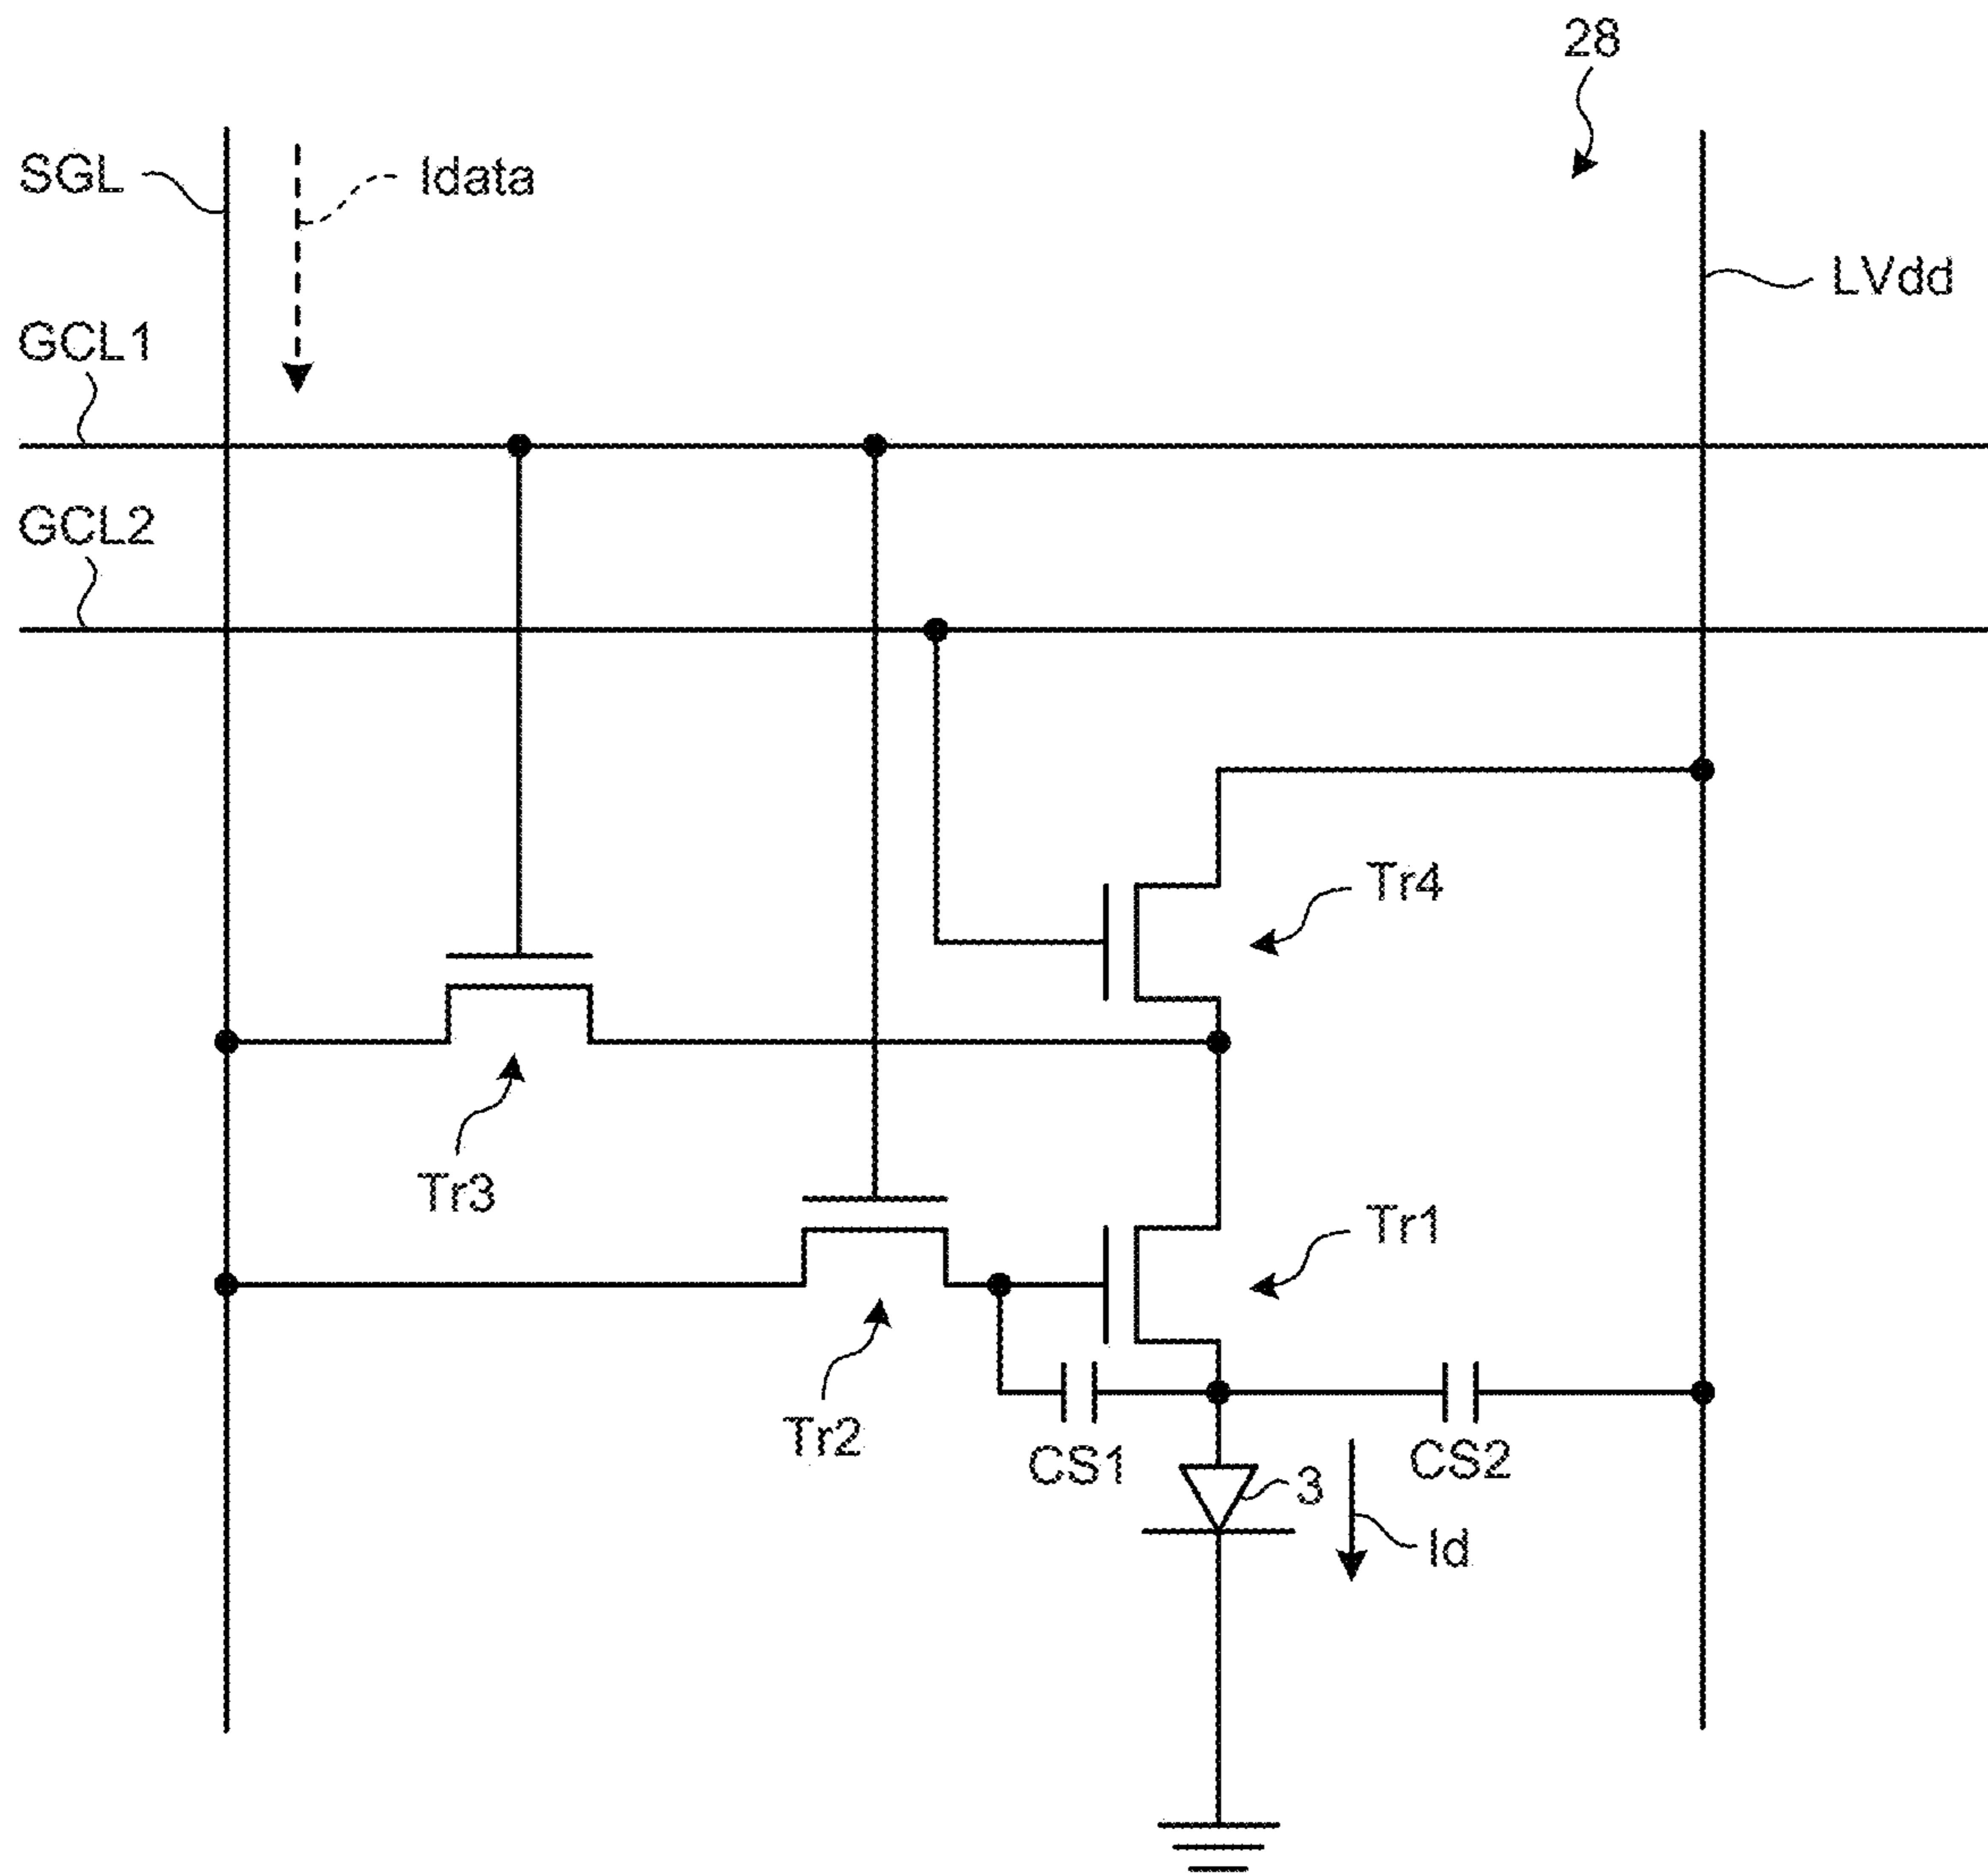 28
SGL
Idata
LVdd
GCL1
GCL2
Tr4
Tr3
Tr1
Tr2
CS1
3
CS2
Id